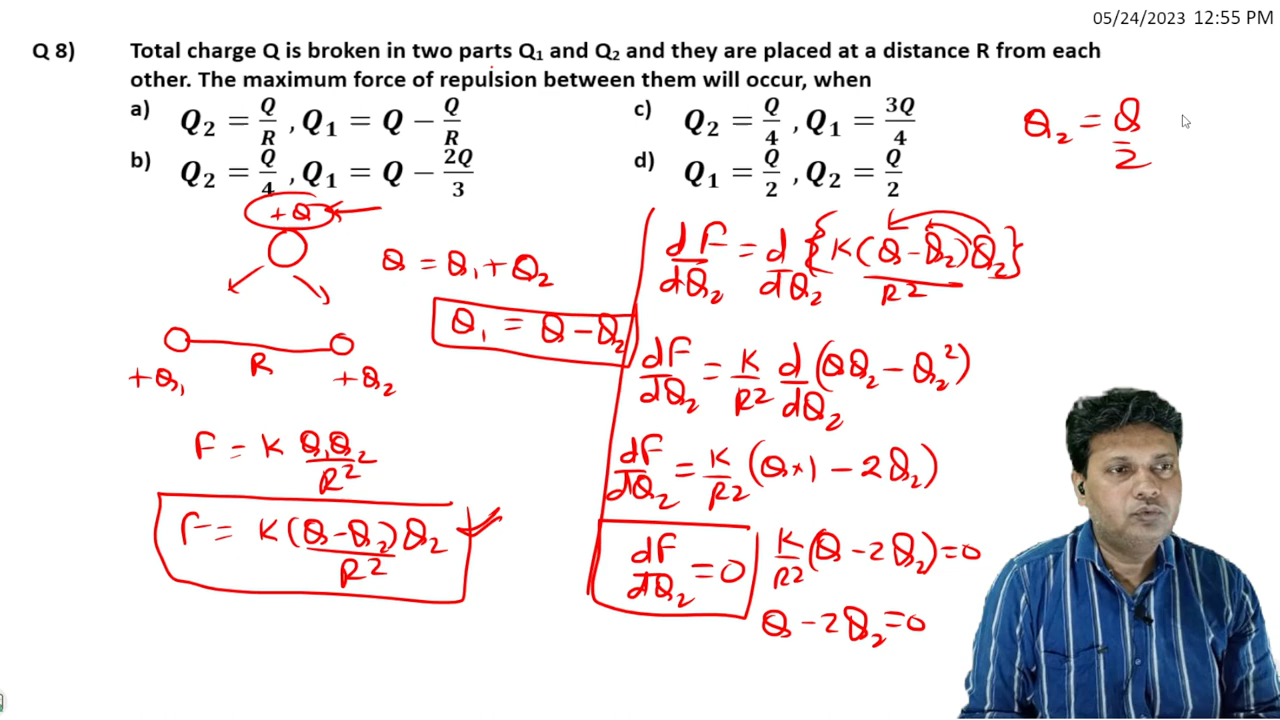 05/24/2023 12:55 PM
Q 8) Total charge Q is broken in two parts Q₁ and Q₂ and they are placed at a distance R from each
other. The maximum force of repulsion between them will occur, when
a) Q₂ = Q/R , Q₁ = Q − Q/R
c) Q₂ = Q/4 , Q₁ = 3Q/4
b) Q₂ = Q/4 , Q₁ = Q − 2Q/3
d) Q₁ = Q/2 , Q₂ = Q/2
Q₂ = Q/2
+Q
Q = Q₁ + Q₂
Q₁ = Q − Q₂
R
+Q₁ +Q₂
F = K Q₁Q₂/R²
F = K(Q − Q₂)Q₂/R²
dF/dQ₂ = d/dQ₂ {K(Q − Q₂)Q₂/R²}
dF/dQ₂ = K/R² d/dQ₂ (QQ₂ − Q₂²)
dF/dQ₂ = K/R² (Q×1 − 2Q₂)
dF/dQ₂ = 0
K/R² (Q − 2Q₂) = 0
Q − 2Q₂ = 0